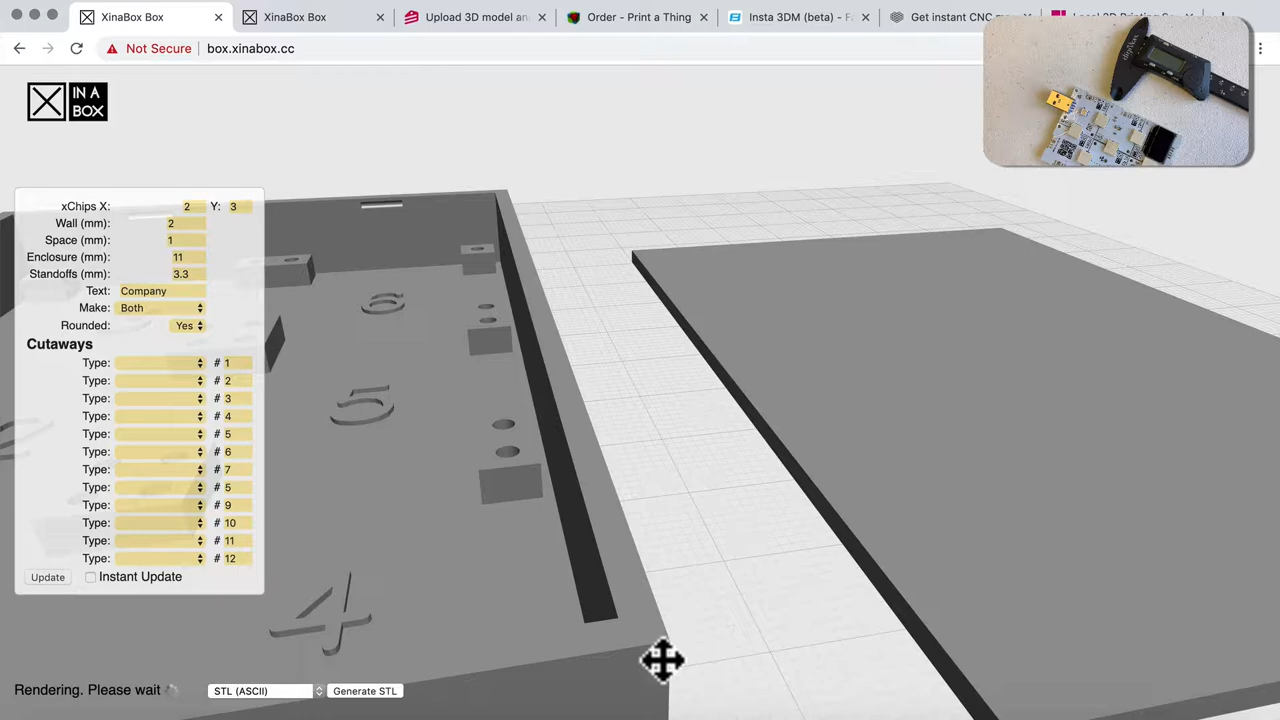 XinaBox Box
XinaBox Box
Upload 3D model an
Order - Print a Thing
Insta 3DM (beta) - Fa
Get instant CNC
Local 3D Printing
Not Secure
box.xinabox.cc
IN A
BOX
xChips X: 2 Y: 3
Wall (mm): 2
Space (mm): 1
Enclosure (mm): 11
Standoffs (mm): 3.3
Text: Company
Make: Both
Rounded: Yes
Cutaways
Type: # 1
Type: # 2
Type: # 3
Type: # 4
Type: # 5
Type: # 6
Type: # 7
Type: # 5
Type: # 9
Type: # 10
Type: # 11
Type: # 12
Update
Instant Update
6
5
4
Rendering. Please wait
STL (ASCII)
Generate STL